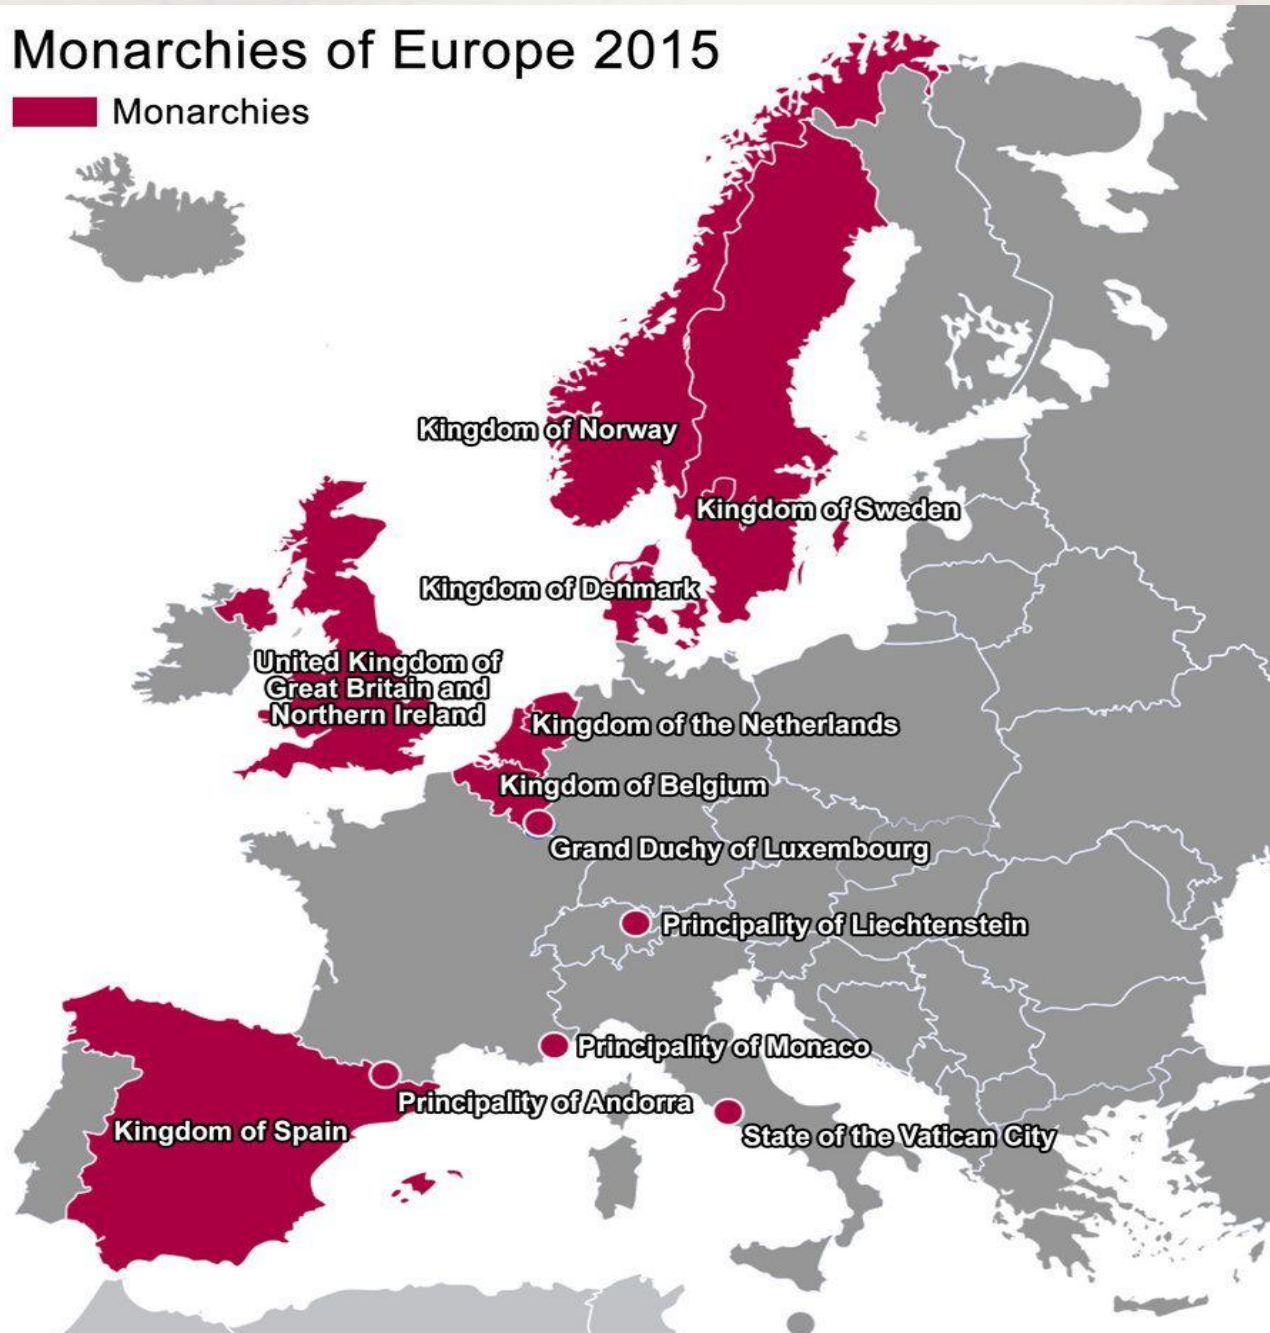 Monarchies of Europe 2015
Monarchies
Kingdom of Norway
Kingdom of Sweden
Kingdom of Denmark
United Kingdom of
Great Britain and
Northern Ireland
Kingdom of the Netherlands
Kingdom of Belgium
Grand Duchy of Luxembourg
Principality of Liechtenstein
Principality of Monaco
Principality of Andorra
Kingdom of Spain
State of the Vatican City